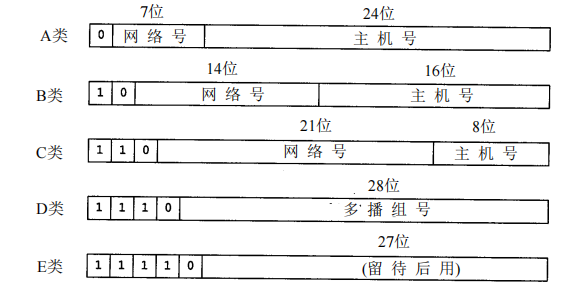 7位 24位
A类 0 网络号 主机号
14位 16位
B类 1 0 网络号 主机号
21位 8位
C类 1 1 0 网络号 主机号
28位
D类 1 1 1 0 多播组号
27位
E类 1 1 1 1 0 (留待后用)